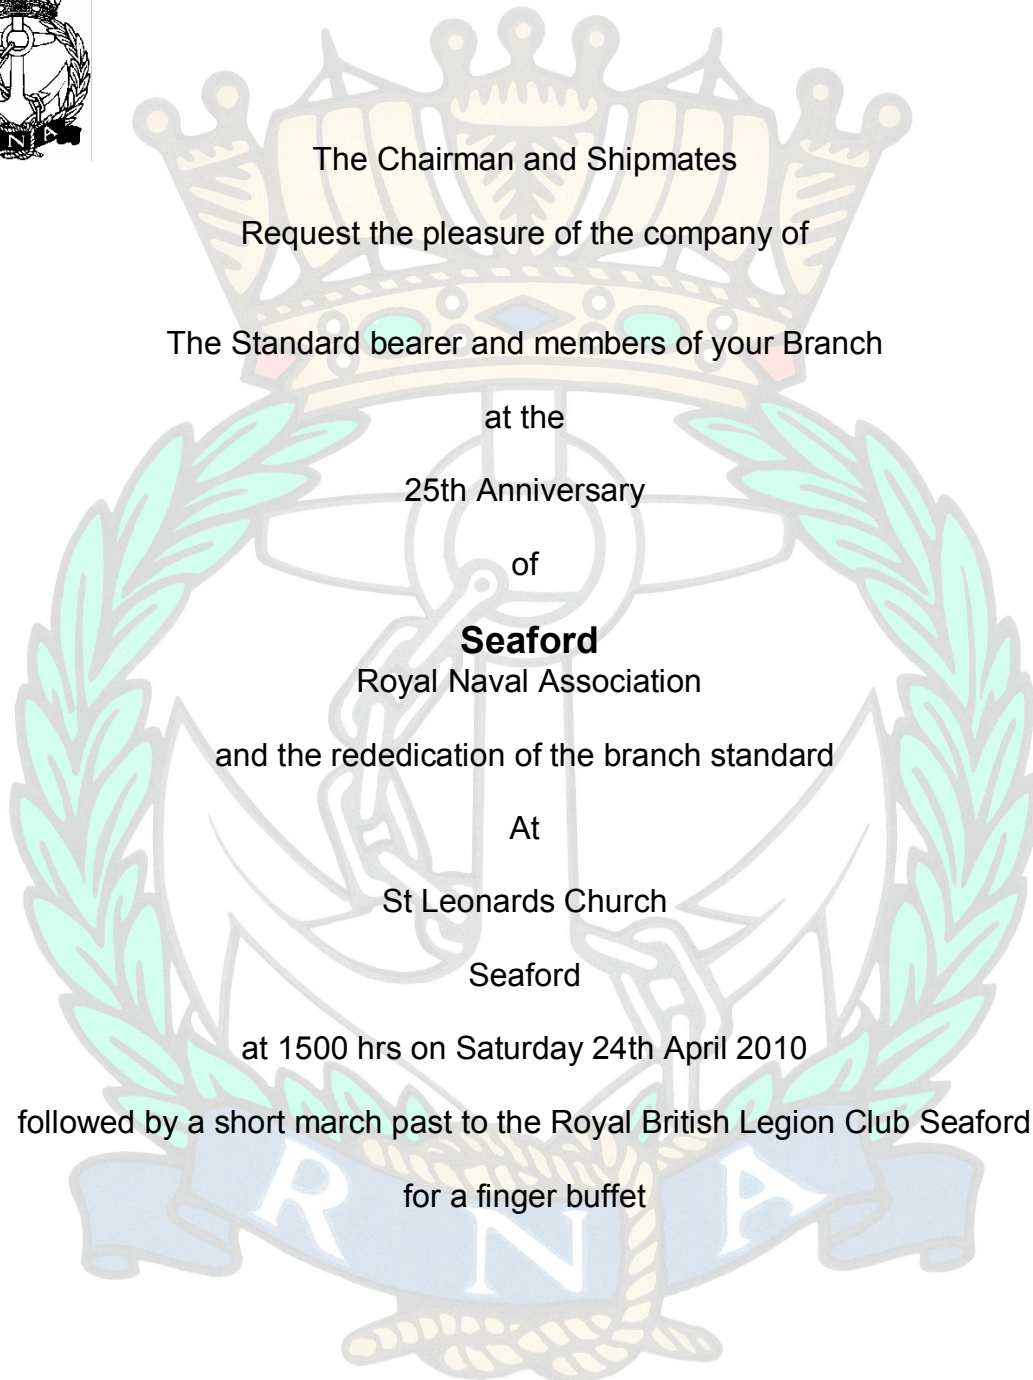 N A
The Chairman and Shipmates
Request the pleasure of the company of
The Standard bearer and members of your Branch
at the
25th Anniversary
of
Seaford
Royal Naval Association
and the rededication of the branch standard
At
St Leonards Church
Seaford
at 1500 hrs on Saturday 24th April 2010
followed by a short march past to the Royal British Legion Club Seaford
for a finger buffet
R N A